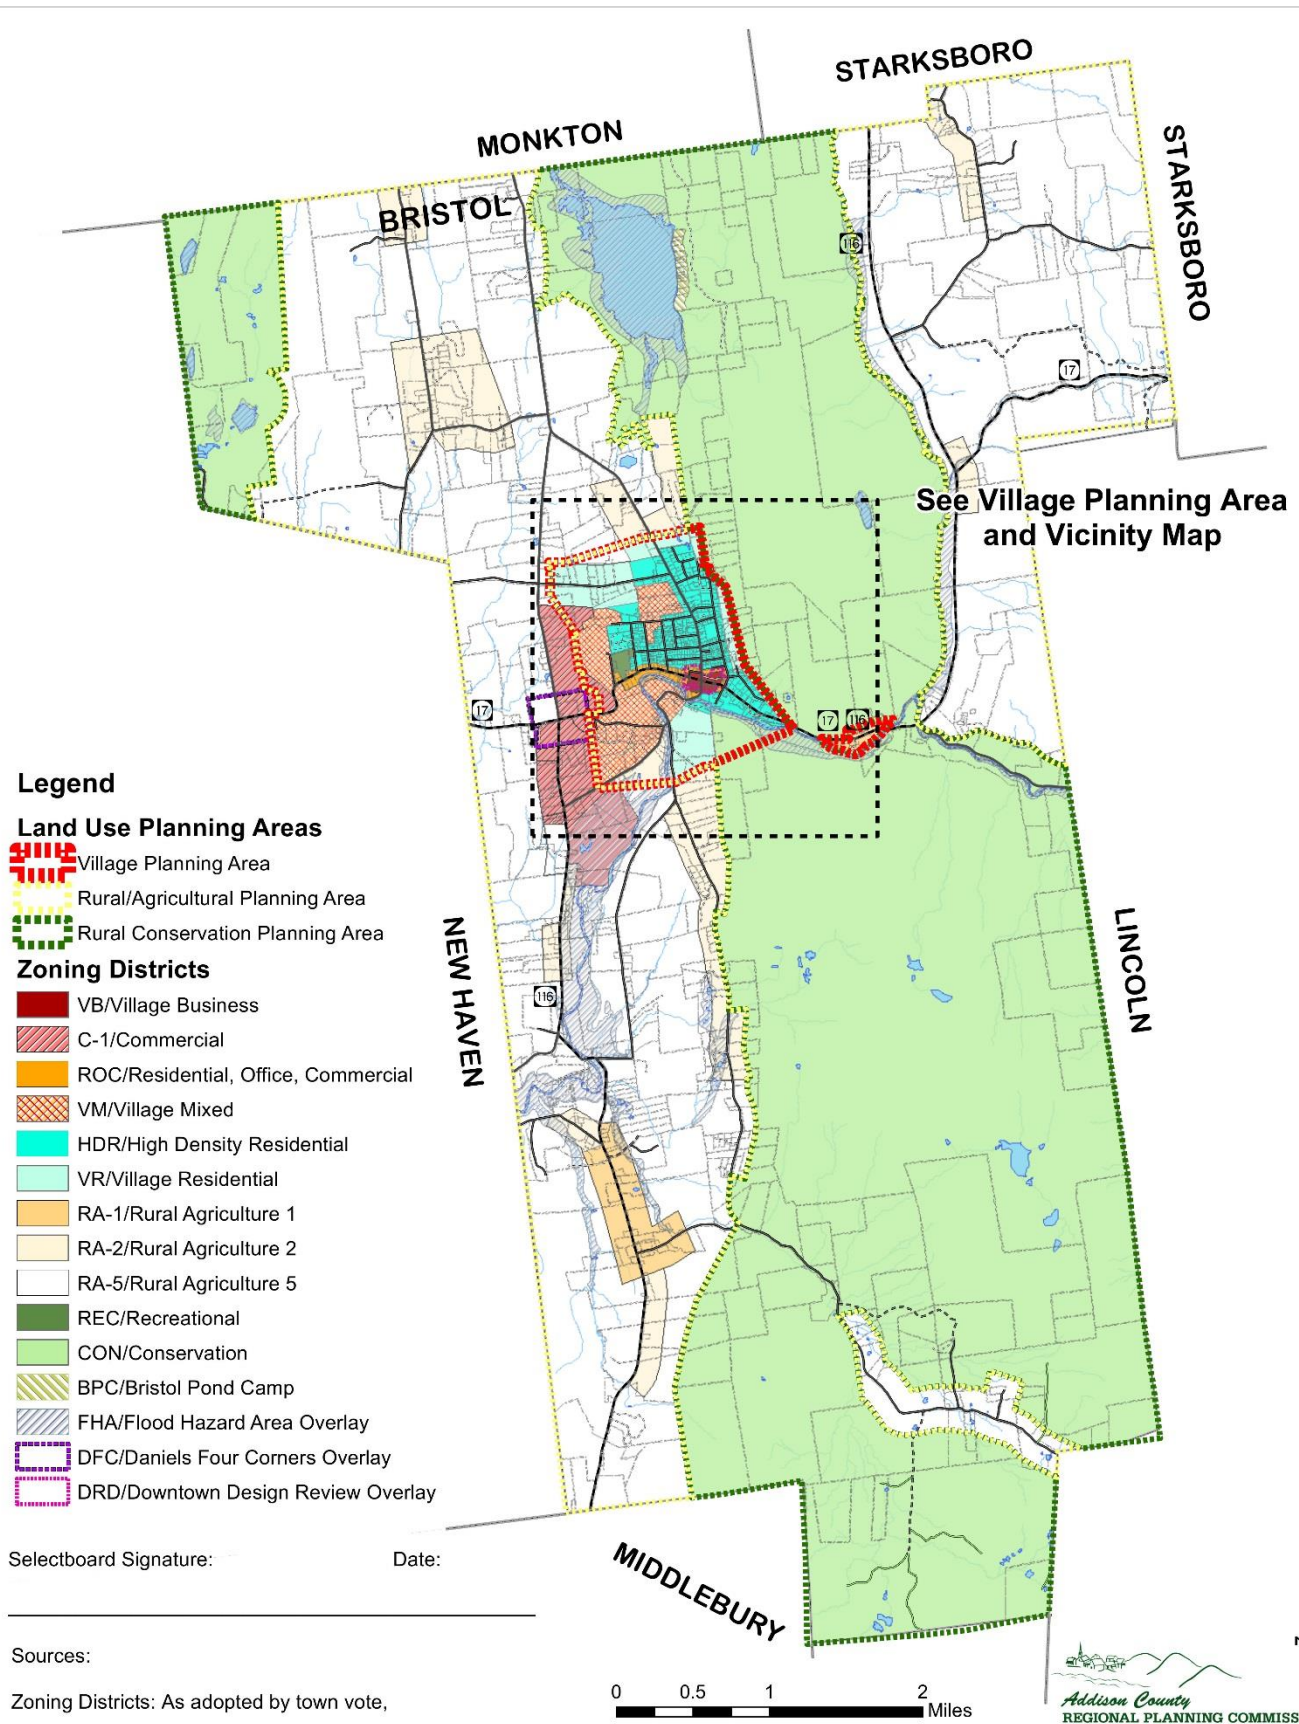 STARKSBORO
MONKTON
STARKSBORO
BRISTOL
116
17
See Village Planning Area
and Vicinity Map
17
17
116
Legend
Land Use Planning Areas
Village Planning Area
Rural/Agricultural Planning Area
Rural Conservation Planning Area
Zoning Districts
VB/Village Business
C-1/Commercial
ROC/Residential, Office, Commercial
VM/Village Mixed
HDR/High Density Residential
VR/Village Residential
RA-1/Rural Agriculture 1
RA-2/Rural Agriculture 2
RA-5/Rural Agriculture 5
REC/Recreational
CON/Conservation
BPC/Bristol Pond Camp
FHA/Flood Hazard Area Overlay
DFC/Daniels Four Corners Overlay
DRD/Downtown Design Review Overlay
NEW HAVEN
116
LINCOLN
MIDDLEBURY
Selectboard Signature:
Date:
Sources:
Zoning Districts: As adopted by town vote,
0 0.5 1 2
Miles
Addison County
REGIONAL PLANNING COMMISS